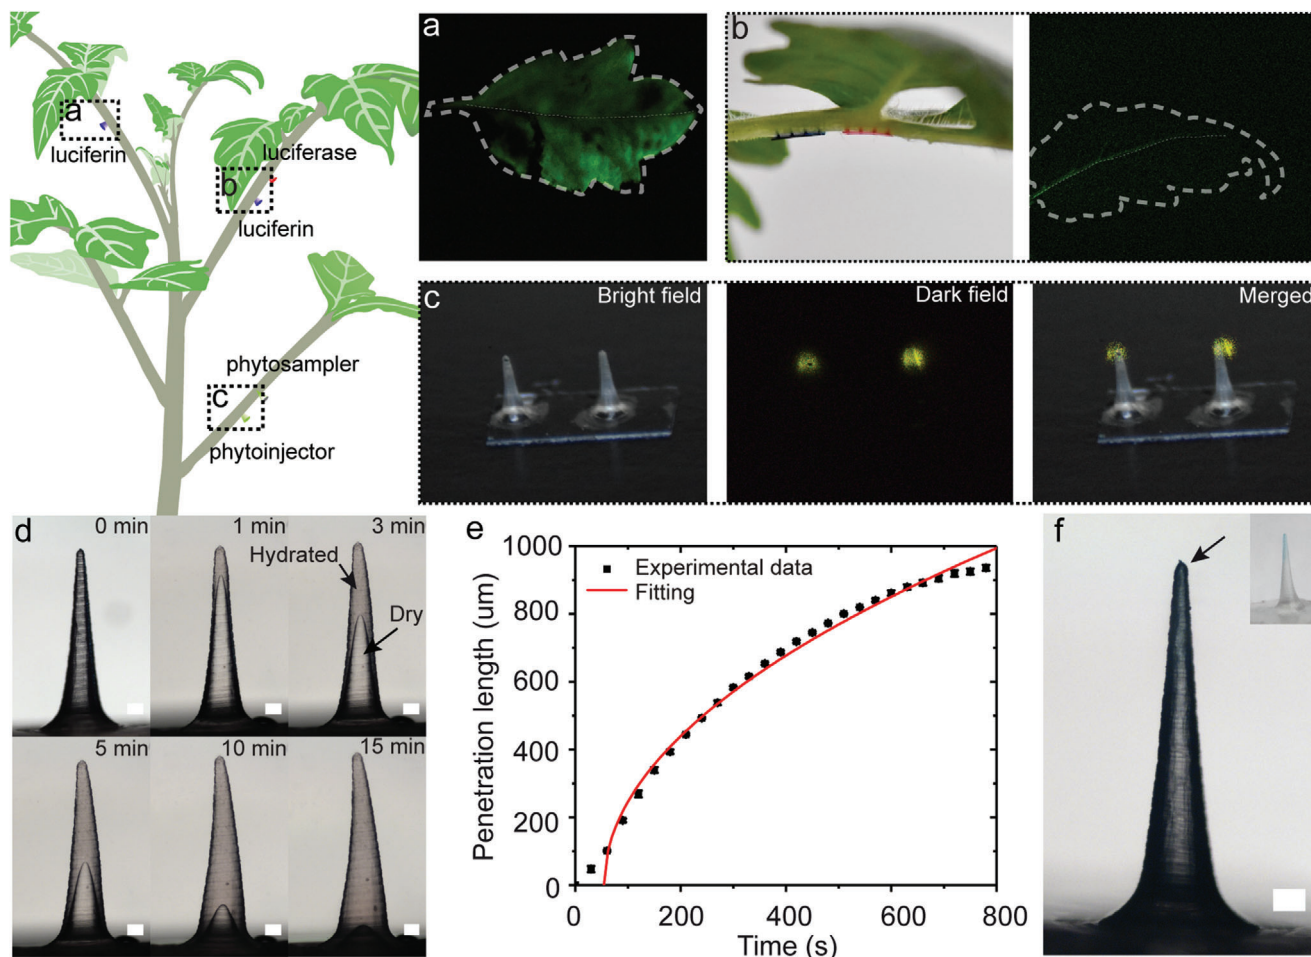 a
luciferin
luciferase
b
luciferin
phytosampler
c
phytoinjector
a
b
c
Bright field
Dark field
Merged
d
0 min
1 min
3 min
Hydrated
Dry
5 min
10 min
15 min
e
1000
800
600
400
200
0
Penetration length (um)
Experimental data
Fitting
0
200
400
600
800
Time (s)
f